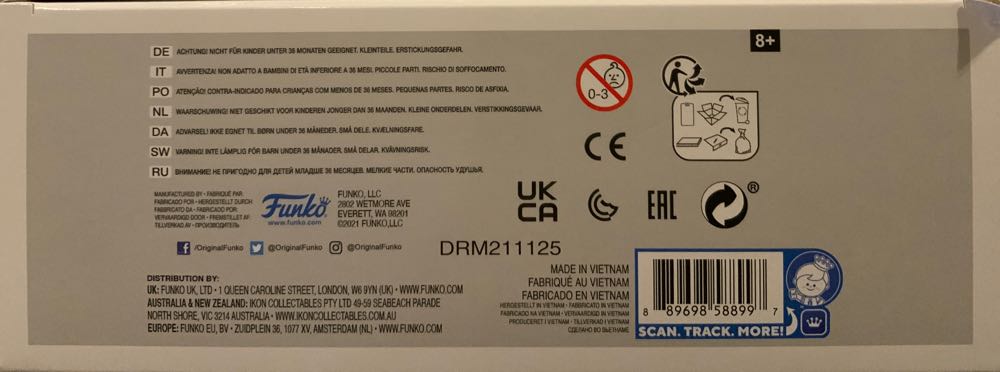 8+
DE ACHTUNG! NICHT FÜR KINDER UNTER 36 MONATEN GEEIGNET. KLEINTEILE. ERSTICKUNGSGEFAHR.
IT AVVERTENZA! NON ADATTO A BAMBINI DI ETÀ INFERIORE A 36 MESI. PICCOLE PARTI. RISCHIO DI SOFFOCAMENTO.
PO ATENÇÃO! CONTRA-INDICADO PARA CRIANÇAS COM MENOS DE 36 MESES. PEQUENAS PARTES. RISCO DE ASFIXIA.
NL WAARSCHUWING! NIET GESCHIKT VOOR KINDEREN JONGER DAN 36 MAANDEN. KLEINE ONDERDELEN. VERSTIKKINGSGEVAAR.
DA ADVARSEL! IKKE EGNET TIL BØRN UNDER 36 MÅNEDER. SMÅ DELE. KVÆLNINGSFARE.
SW VARNING! INTE LÄMPLIG FÖR BARN UNDER 36 MÅNADER. SMÅ DELAR. KVÄVNINGSRISK.
RU ВНИМАНИЕ! НЕ ПРИГОДНО ДЛЯ ДЕТЕЙ МЛАДШЕ 36 МЕСЯЦЕВ. МЕЛКИЕ ЧАСТИ. ОПАСНОСТЬ УДУШЬЯ.
0-3
CE
MANUFACTURED BY • FABRIQUÉ PAR:
FABRICADO POR • HERGESTELLT DURCH:
FABRICATO DA • FABRICADO POR:
VERVAARDIGD DOOR • FREMSTILLET AF:
TILLVERKAD AV • ПРОИЗВОДИТЕЛЬ
Funko®
www.funko.com
FUNKO, LLC
2802 WETMORE AVE
EVERETT, WA 98201
©2021 FUNKO, LLC
UK
CA
EAC
®
/OriginalFunko @OriginalFunko @OriginalFunko
DRM211125
DISTRIBUTION BY:
UK: FUNKO UK, LTD • 1 QUEEN CAROLINE STREET, LONDON, W6 9YN (UK) • WWW.FUNKO.COM
AUSTRALIA & NEW ZEALAND: IKON COLLECTABLES PTY LTD 49-59 SEABEACH PARADE
NORTH SHORE, VIC 3214 AUSTRALIA • WWW.IKONCOLLECTABLES.COM.AU
EUROPE: FUNKO EU, BV • ZUIDPLEIN 36, 1077 XV, AMSTERDAM (NL) • WWW.FUNKO.COM
MADE IN VIETNAM
FABRIQUÉ AU VIETNAM
FABRICADO EN VIETNAM
HERGESTELLT IN VIETNAM • FABBRICATO IN VIETNAM
FABRICADO NA VIETNAM • VERVAARDIGD IN VIETNAM
PRODUCERET I VIETNAM • TILLVERKAD I VIETNAM
СДЕЛАНО ВО ВЬЕТНАМЕ
8 89698 58899 7
SCAN. TRACK. MORE!